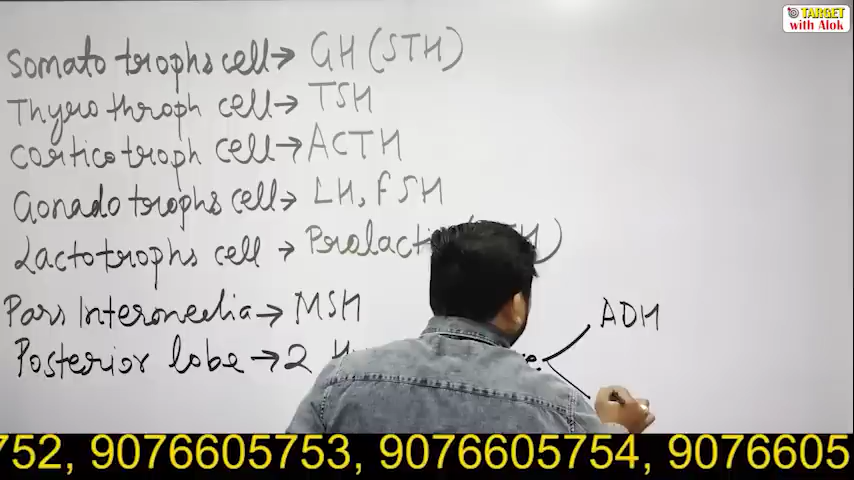 TARGET
with Alok
Somato trophs cell → GH (STH)
Thyro throph cell → TSH
Cortico troph cell → ACTH
Gonado trophs cell → LH, FSH
Lactotrophs cell → Prolacti
Pars Intermedia → MSH
Posterior lobe → 2 H
ADH
752, 9076605753, 9076605754, 9076605